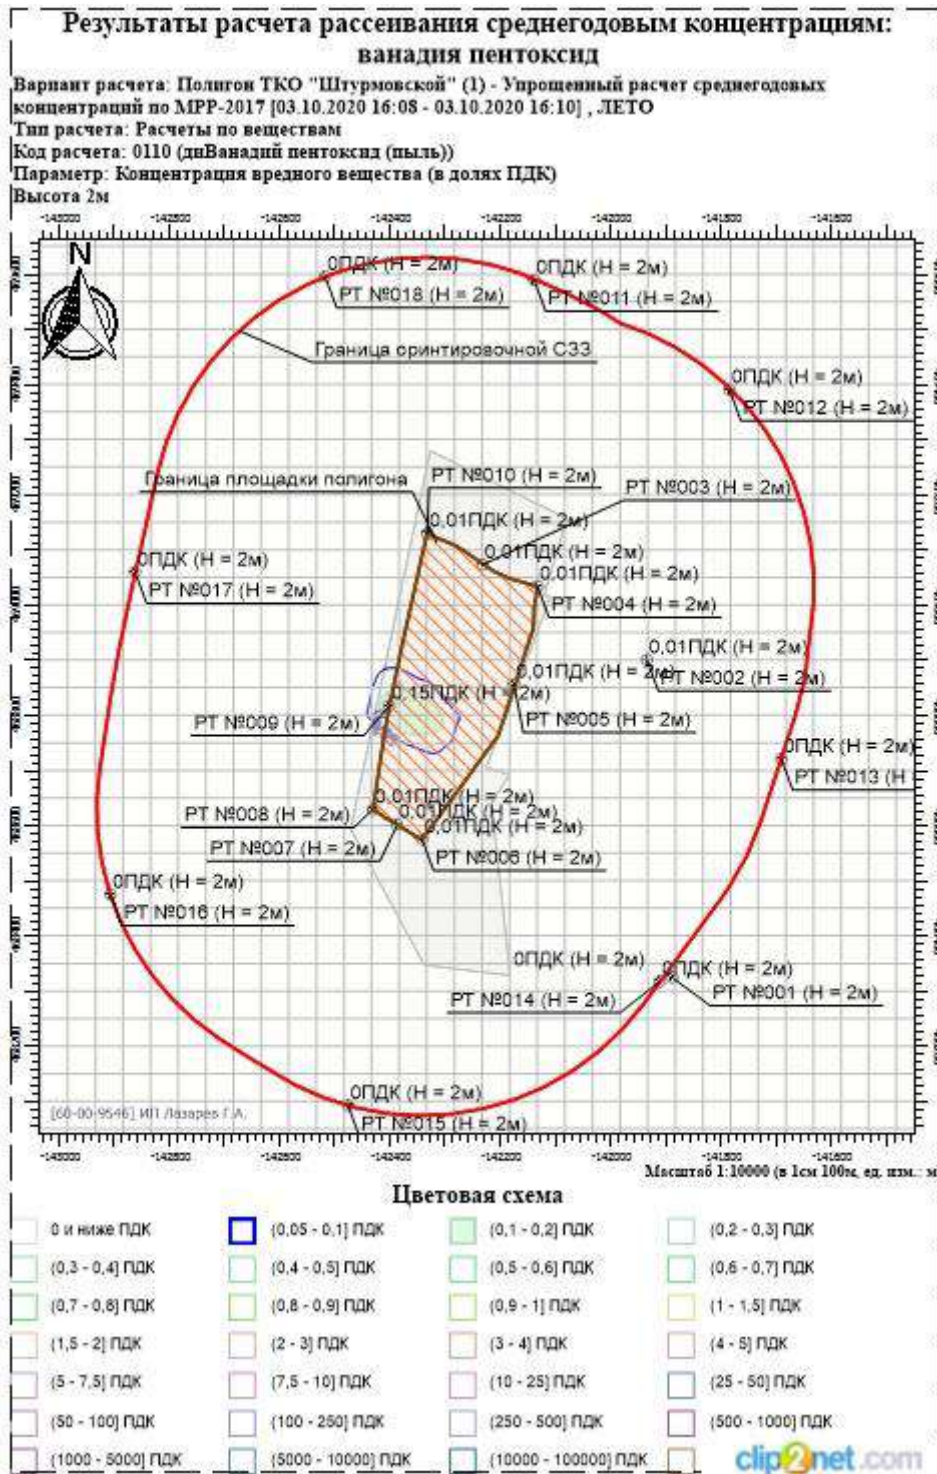 Результаты расчета рассеивания среднегодовым концентрациям:
ванадия пентоксид
Вариант расчета: Полигон ТКО "Штурмовской" (1) - Упрощенный расчет среднегодовых
концентраций по МРР-2017 [03.10.2020 16:08 - 03.10.2020 16:10] , ЛЕТО
Тип расчета: Расчеты по веществам
Код расчета: 0110 (диВанадий пентоксид (пыль))
Параметр: Концентрация вредного вещества (в долях ПДК)
Высота 2м
-142400 -142200 -142000
N
0ПДК (Н = 2м)
РТ №018 (Н = 2м)
0ПДК (Н = 2м)
РТ №011 (Н = 2м)
Граница оринтировочной СЗЗ
0ПДК (Н = 2м)
РТ №012 (Н = 2м)
Граница площадки полигона
РТ №010 (Н = 2м)
РТ №003 (Н = 2м)
0,01ПДК (Н = 2м)
0,01ПДК (Н = 2м)
0ПДК (Н = 2м)
РТ №017 (Н = 2м)
0,01ПДК (Н = 2м)
РТ №004 (Н = 2м)
0,01ПДК (Н = 2м)
РТ №002 (Н = 2м)
0,01ПДК (Н = 2м)
РТ №005 (Н = 2м)
0,15ПДК (Н = 2м)
РТ №009 (Н = 2м)
0ПДК (Н = 2м)
РТ №013 (Н
0,01ПДК (Н = 2м)
РТ №008 (Н = 2м)
0,01ПДК (Н = 2м)
РТ №007 (Н = 2м)
0,01ПДК (Н = 2м)
РТ №006 (Н = 2м)
0ПДК (Н = 2м)
РТ №016 (Н = 2м)
0ПДК (Н = 2м)
РТ №014 (Н = 2м)
0ПДК (Н = 2м)
РТ №001 (Н = 2м)
0ПДК (Н = 2м)
РТ №015 (Н = 2м)
[60-00-9546] ИП Лазарев Г.А.
-142400 -142200 -142000
Масштаб 1:10000 (в 1см 100м, ед. изм.: м
Цветовая схема
0 и ниже ПДК (0,05 - 0,1] ПДК (0,1 - 0,2] ПДК (0,2 - 0,3] ПДК
(0,3 - 0,4] ПДК (0,4 - 0,5] ПДК (0,5 - 0,6] ПДК (0,6 - 0,7] ПДК
(0,7 - 0,8] ПДК (0,8 - 0,9] ПДК (0,9 - 1] ПДК (1 - 1,5] ПДК
(1,5 - 2] ПДК (2 - 3] ПДК (3 - 4] ПДК (4 - 5] ПДК
(5 - 7,5] ПДК (7,5 - 10] ПДК (10 - 25] ПДК (25 - 50] ПДК
(50 - 100] ПДК (100 - 250] ПДК (250 - 500] ПДК (500 - 1000] ПДК
(1000 - 5000] ПДК (5000 - 10000] ПДК (10000 - 100000] ПДК
clip2net.com